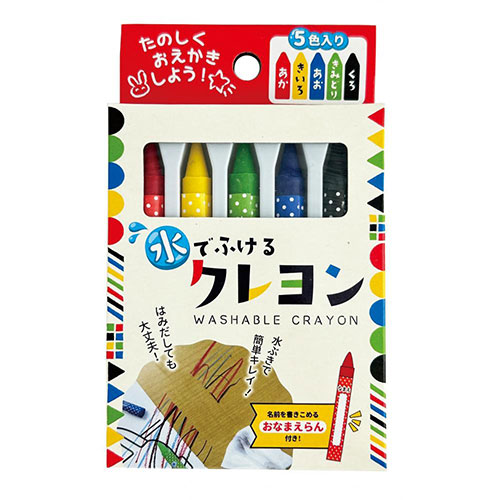 たのしく
おえかき
しよう！
5色入り
あか
きいろ
あお
きみどり
くろ
水でふける
クレヨン
WASHABLE CRAYON
はみだしても
大丈夫！
水ぶきで
簡単キレイ！
名前を書きこめる
おなまえらん
付き！